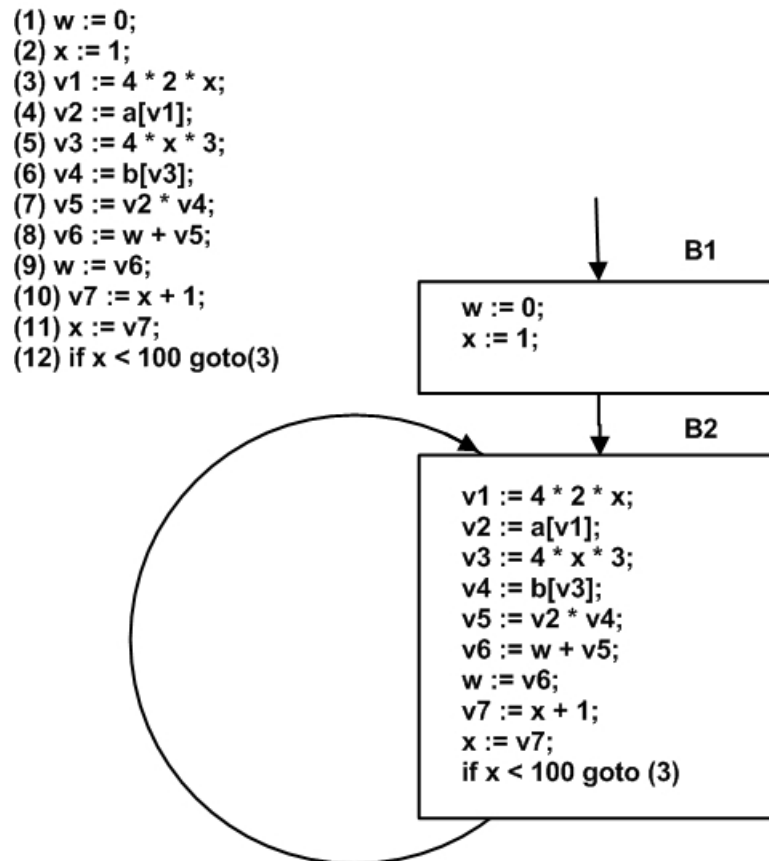 (1) w := 0;
(2) x := 1;
(3) v1 := 4 * 2 * x;
(4) v2 := a[v1];
(5) v3 := 4 * x * 3;
(6) v4 := b[v3];
(7) v5 := v2 * v4;
(8) v6 := w + v5;
(9) w := v6;
(10) v7 := x + 1;
(11) x := v7;
(12) if x < 100 goto(3)
B1
w := 0;
x := 1;
B2
v1 := 4 * 2 * x;
v2 := a[v1];
v3 := 4 * x * 3;
v4 := b[v3];
v5 := v2 * v4;
v6 := w + v5;
w := v6;
v7 := x + 1;
x := v7;
if x < 100 goto (3)